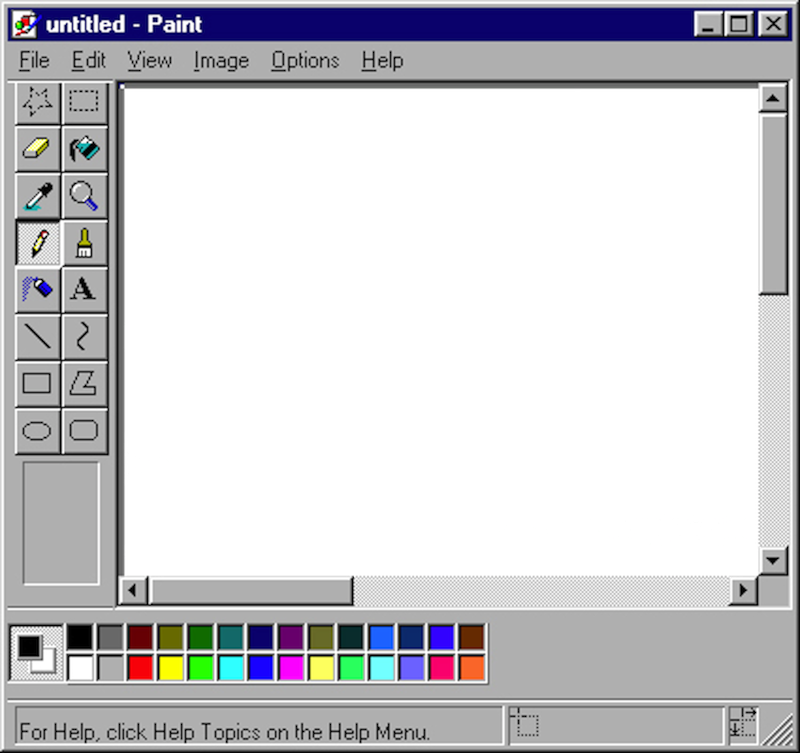 untitled - Paint
File Edit View Image Options Help
A
For Help, click Help Topics on the Help Menu.